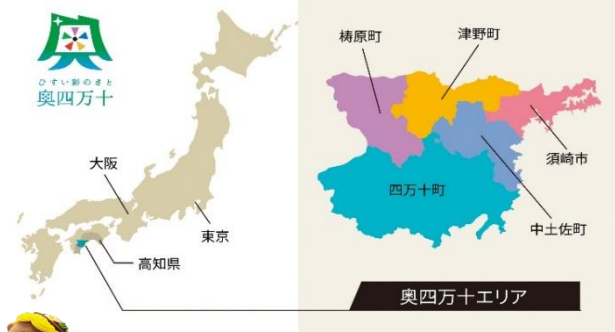 ひすい彩のさと
奥四万十
大阪
東京
高知県
梼原町
津野町
須崎市
四万十町
中土佐町
奥四万十エリア